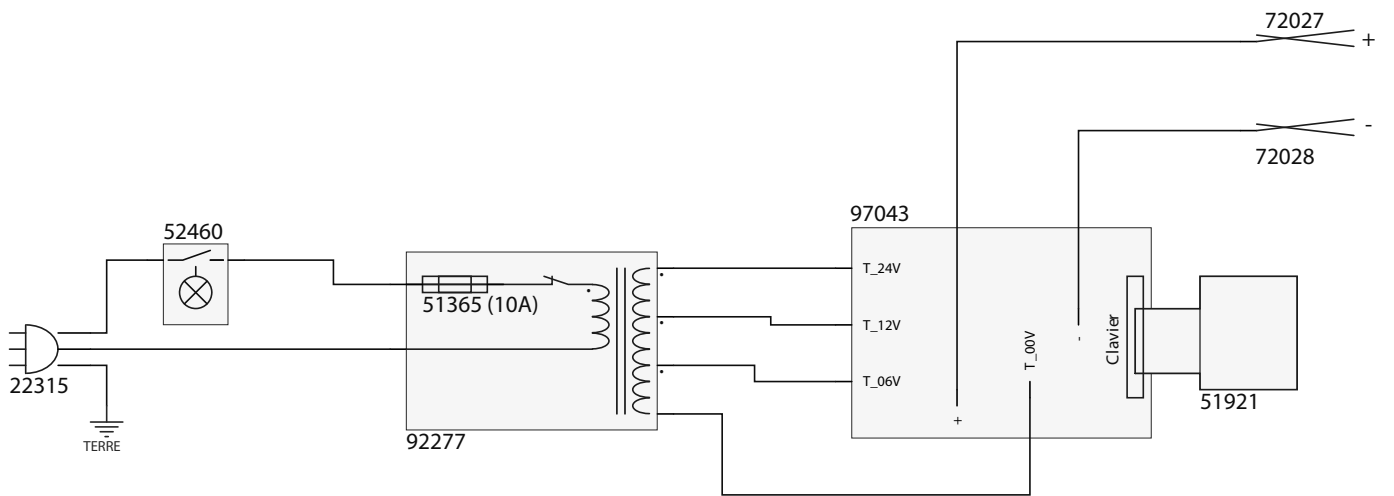 72027
+
-
72028
97043
52460
T_24V
51365 (10A)
T_12V
T_00V
-
Clavier
22315
T_06V
51921
+
TERRE
92277